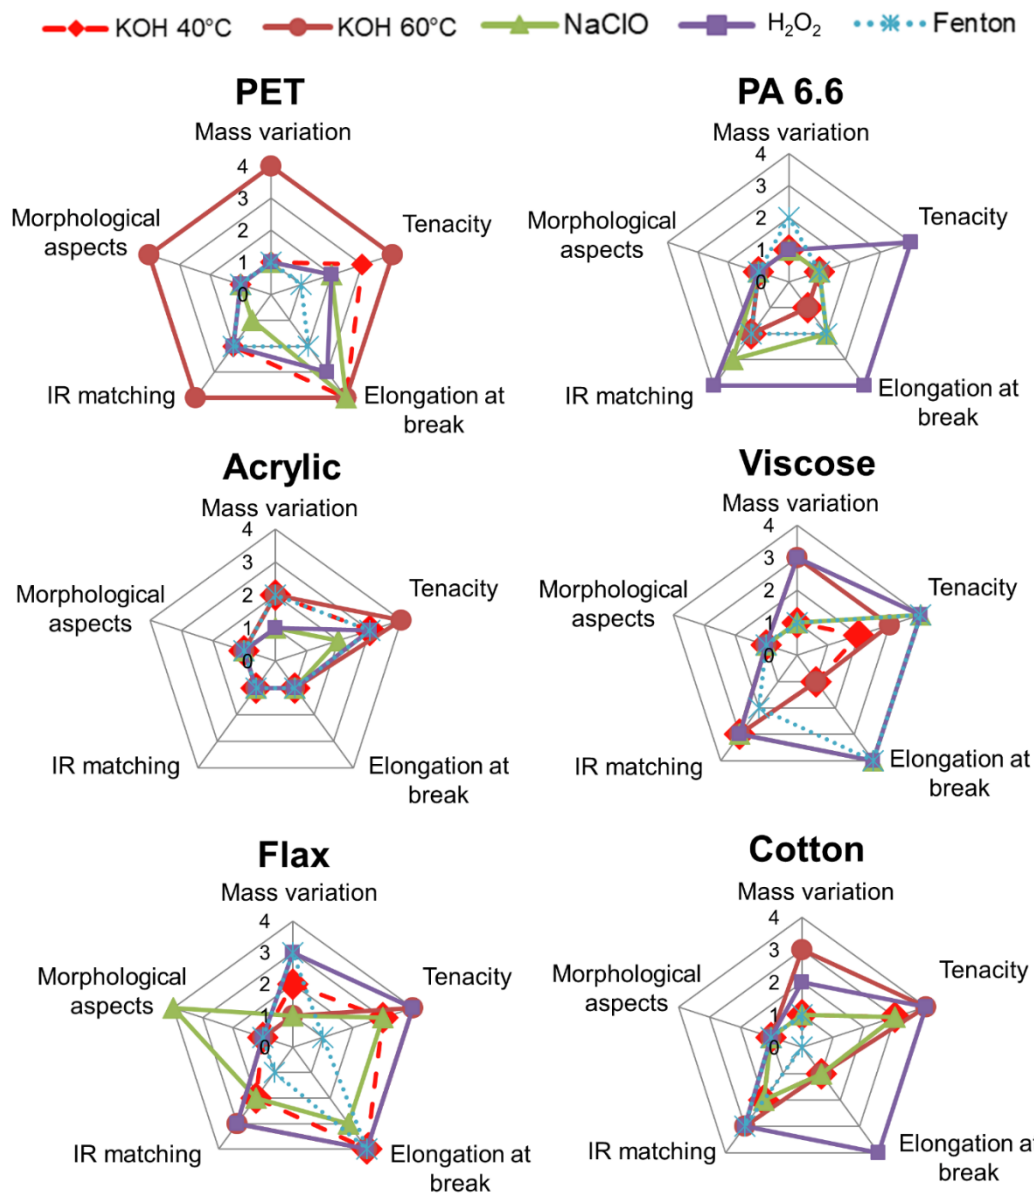 KOH 40°C KOH 60°C NaClO H₂O₂ Fenton
PET
Mass variation
4
3
2
1
0
Tenacity
Elongation at
break
IR matching
Morphological
aspects
PA 6.6
Mass variation
4
3
2
1
0
Tenacity
Elongation at
break
IR matching
Morphological
aspects
Acrylic
Mass variation
4
3
2
1
0
Tenacity
Elongation at
break
IR matching
Morphological
aspects
Viscose
Mass variation
4
3
2
1
0
Tenacity
Elongation at
break
IR matching
Morphological
aspects
Flax
Mass variation
4
3
2
1
0
Tenacity
Elongation at
break
IR matching
Morphological
aspects
Cotton
Mass variation
4
3
2
1
0
Tenacity
Elongation at
break
IR matching
Morphological
aspects